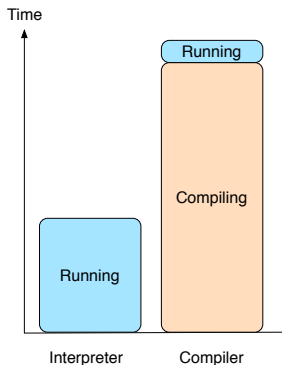 Time
Running
Compiling
Running
Interpreter
Compiler